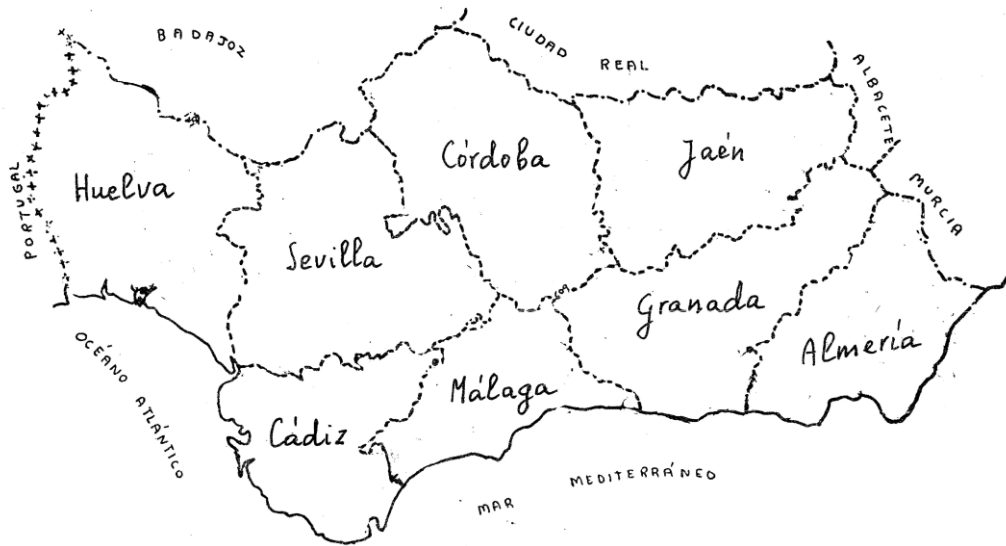 BADAJOZ
CIUDAD REAL
ALBACETE
MURCIA
PORTUGAL
Huelva
Sevilla
Córdoba
Jaén
Granada
Almería
Málaga
Cádiz
OCÉANO ATLÁNTICO
MAR MEDITERRÁNEO